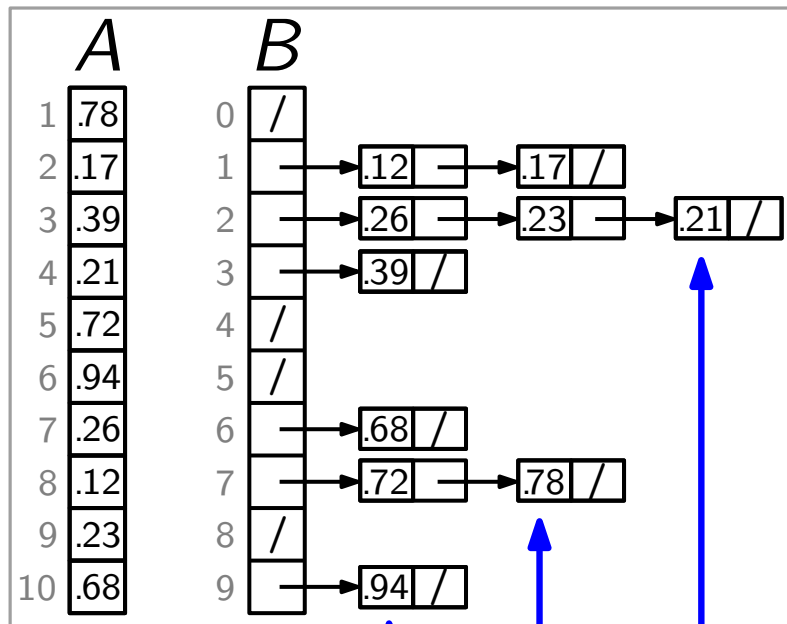 A B
1 .78 0 /
2 .17 1 .12 .17 /
3 .39 2 .26 .23 .21 /
4 .21 3 .39 /
5 .72 4 /
6 .94 5 /
7 .26 6 .68 /
8 .12 7 .72 .78 /
9 .23 8 /
10 .68 9 .94 /